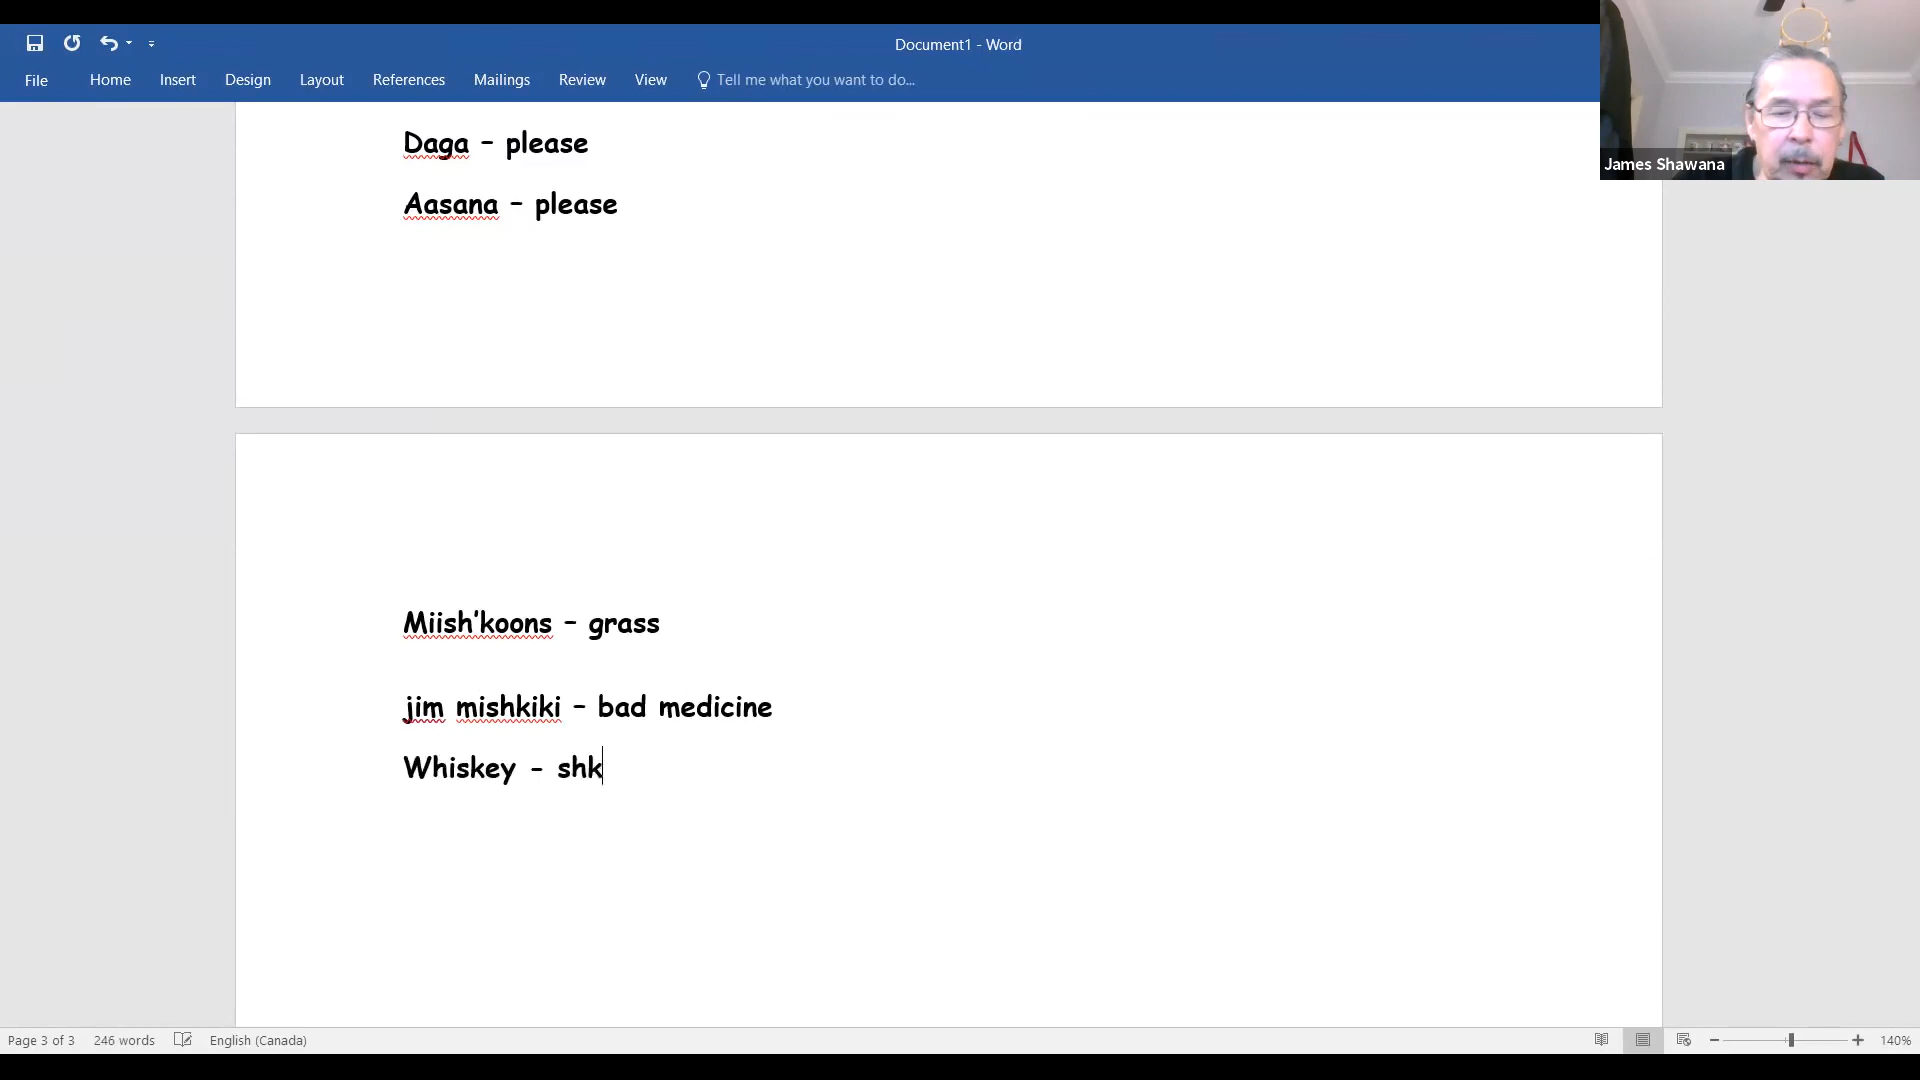 Document1 - Word
File Home Insert Design Layout References Mailings Review View Tell me what you want to do...
James Shawana
Daga – please
Aasana – please
Miish'koons – grass
jim mishkiki – bad medicine
Whiskey - shk
Page 3 of 3 246 words English (Canada) 140%